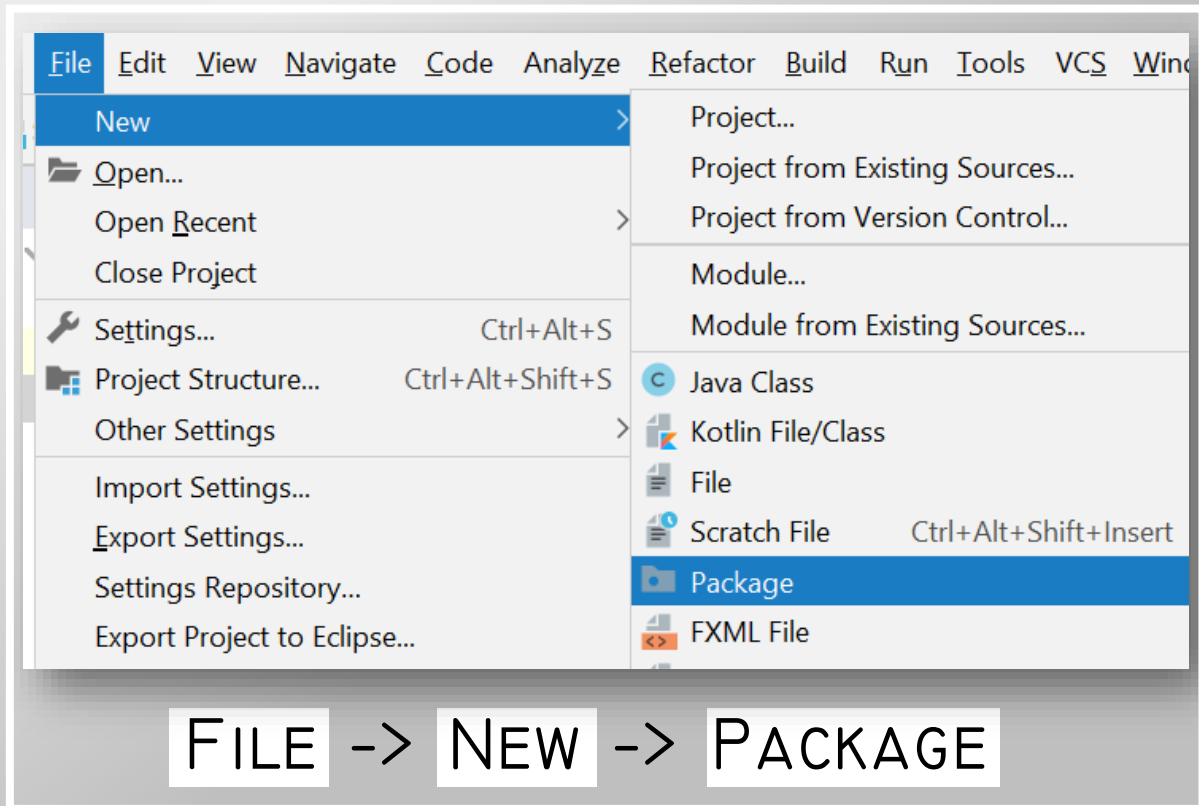 File Edit View Navigate Code Analyze Refactor Build Run Tools VCS
New
Open...
Open Recent
Close Project
Settings... Ctrl+Alt+S
Project Structure... Ctrl+Alt+Shift+S
Other Settings
Import Settings...
Export Settings...
Settings Repository...
Export Project to Eclipse...
Project...
Project from Existing Sources...
Project from Version Control...
Module...
Module from Existing Sources...
C Java Class
Kotlin File/Class
File
Scratch File Ctrl+Alt+Shift+Insert
Package
<> FXML File
FILE -> NEW -> PACKAGE